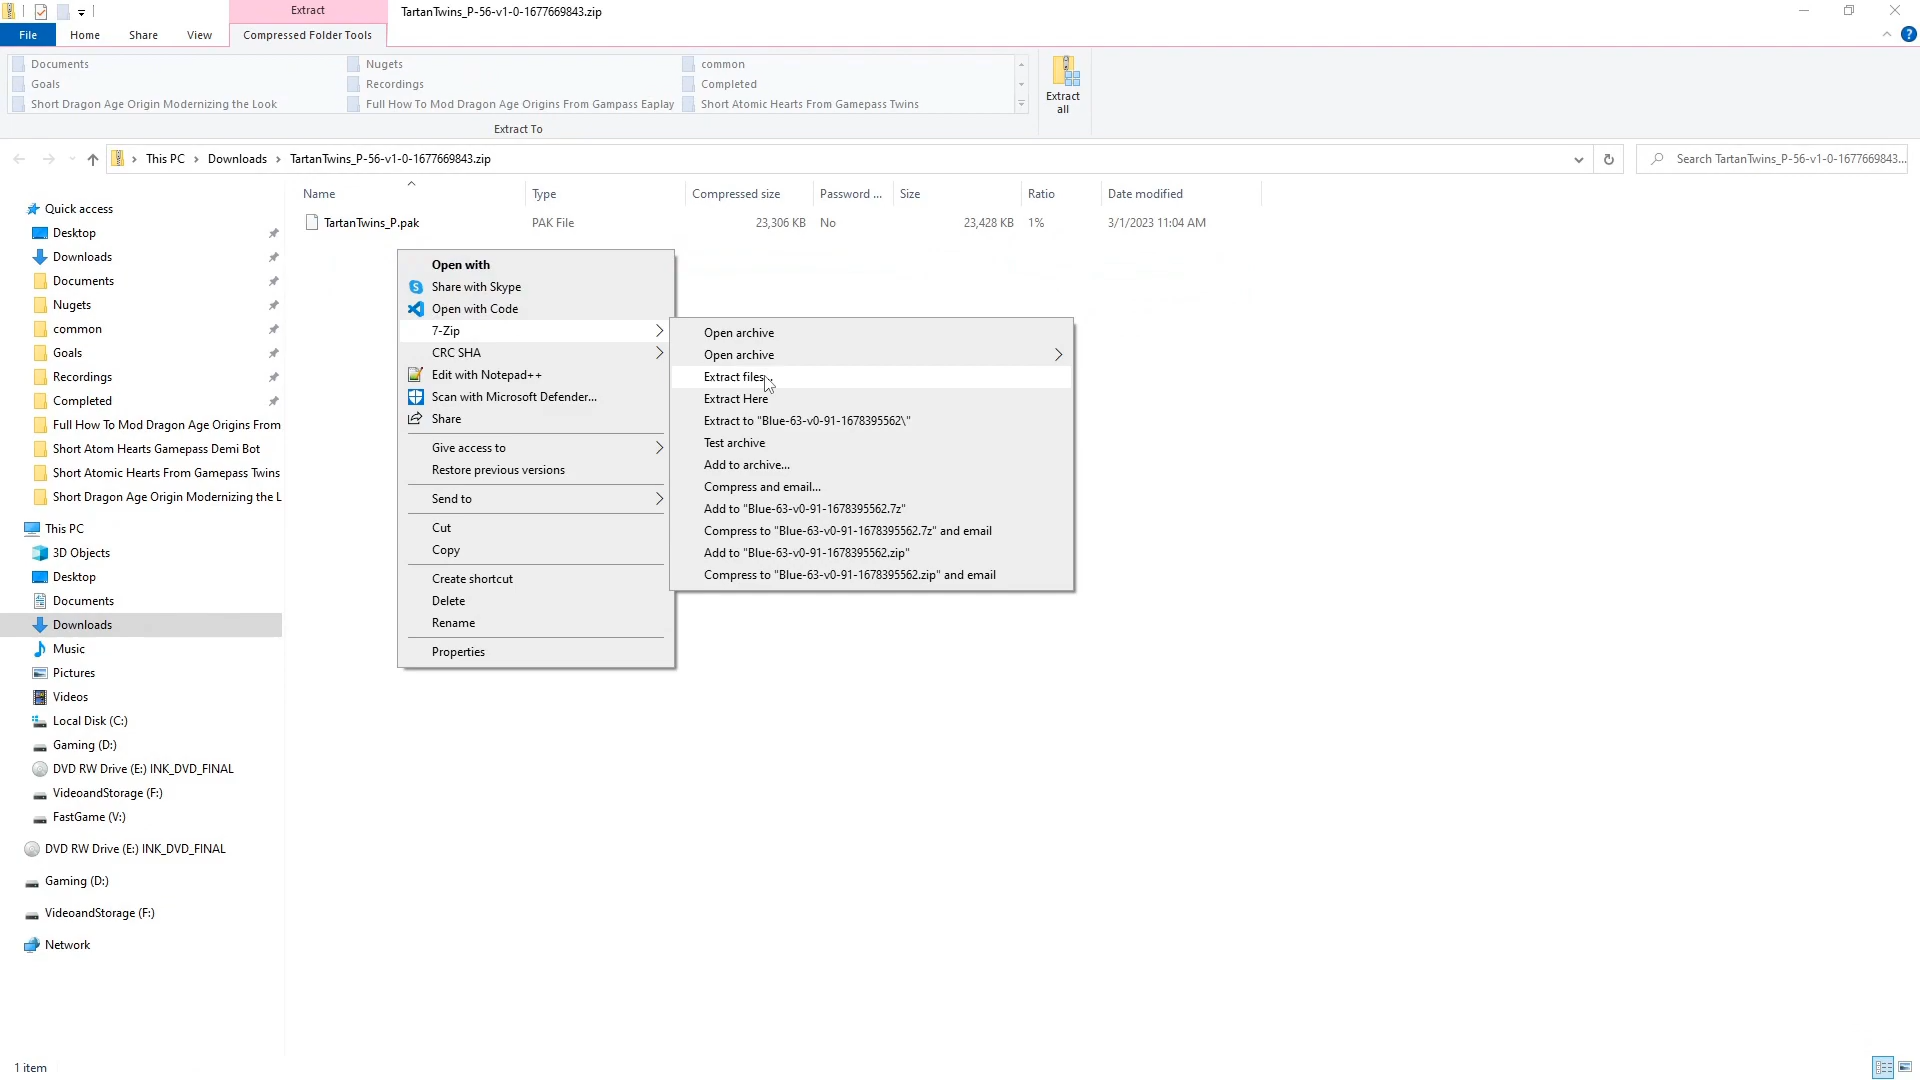 Extract
TartanTwins_P-56-v1-0-1677669843.zip
File
Home
Share
View
Compressed Folder Tools
Documents
Nugets
common
Goals
Recordings
Completed
Short Dragon Age Origin Modernizing the Look
Full How To Mod Dragon Age Origins From Gampass Eaplay
Short Atomic Hearts From Gamepass Twins
Extract
all
Extract To
This PC
Downloads
TartanTwins_P-56-v1-0-1677669843.zip
Search TartanTwins_P-56-v1-0-1677669843...
Name
Type
Compressed size
Password ...
Size
Ratio
Date modified
TartanTwins_P.pak
PAK File
23,306 KB
No
23,428 KB
1%
3/1/2023 11:04 AM
Quick access
Desktop
Downloads
Documents
Nugets
common
Goals
Recordings
Completed
Full How To Mod Dragon Age Origins From
Short Atom Hearts Gamepass Demi Bot
Short Atomic Hearts From Gamepass Twins
Short Dragon Age Origin Modernizing the L
This PC
3D Objects
Desktop
Documents
Downloads
Music
Pictures
Videos
Local Disk (C:)
Gaming (D:)
DVD RW Drive (E:) INK_DVD_FINAL
VideoandStorage (F:)
FastGame (V:)
DVD RW Drive (E:) INK_DVD_FINAL
Gaming (D:)
VideoandStorage (F:)
Network
Open with
Share with Skype
Open with Code
7-Zip
CRC SHA
Edit with Notepad++
Scan with Microsoft Defender...
Share
Give access to
Restore previous versions
Send to
Cut
Copy
Create shortcut
Delete
Rename
Properties
Open archive
Open archive
Extract files...
Extract Here
Extract to "Blue-63-v0-91-1678395562\"
Test archive
Add to archive...
Compress and email...
Add to "Blue-63-v0-91-1678395562.7z"
Compress to "Blue-63-v0-91-1678395562.7z" and email
Add to "Blue-63-v0-91-1678395562.zip"
Compress to "Blue-63-v0-91-1678395562.zip" and email
1 item